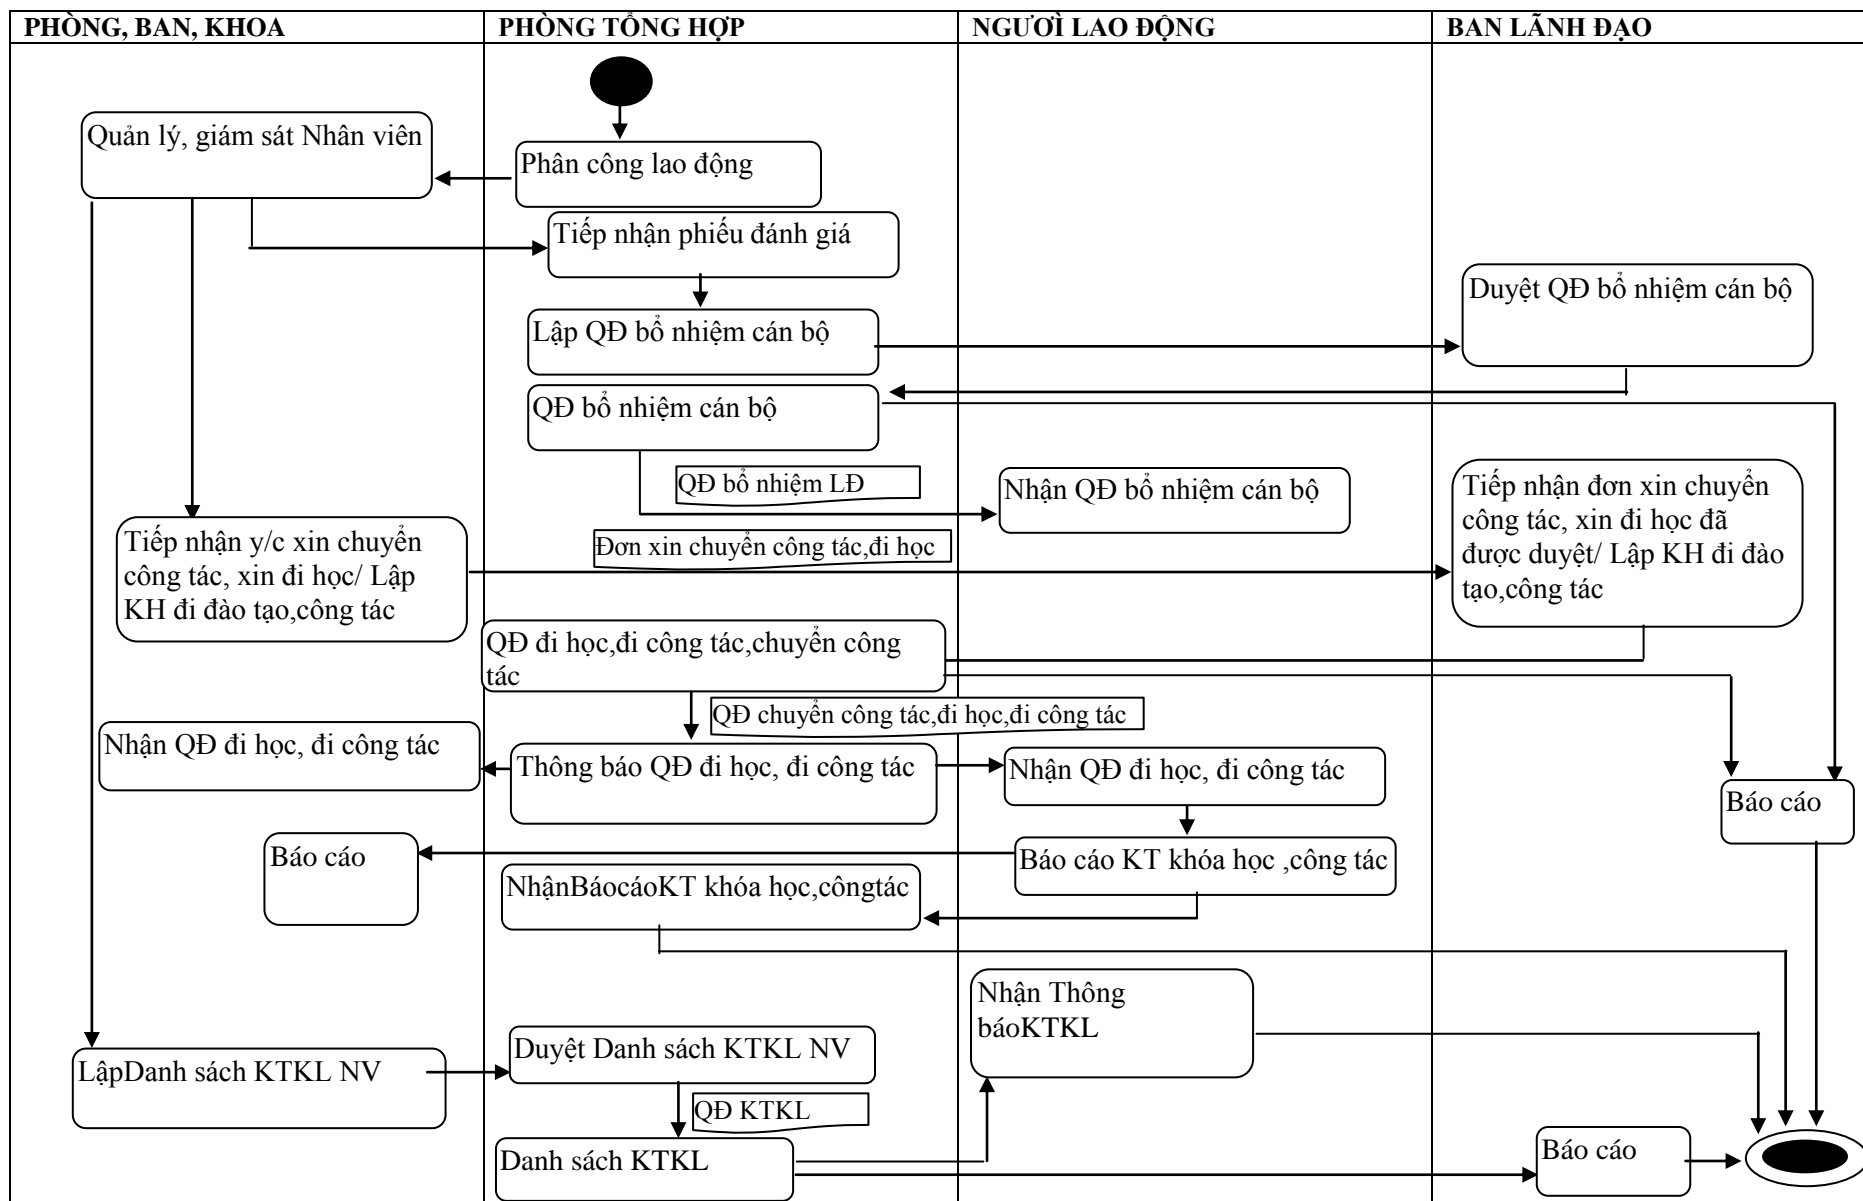 PHÒNG, BAN, KHOA
PHÒNG TỔNG HỢP
NGƯƠÌ LAO ĐỘNG
BAN LÃNH ĐẠO
Quản lý, giám sát Nhân viên
Phân công lao động
Tiếp nhận phiếu đánh giá
Duyệt QĐ bổ nhiệm cán bộ
Lập QĐ bổ nhiệm cán bộ
QĐ bổ nhiệm cán bộ
QĐ bổ nhiệm LĐ
Nhận QĐ bổ nhiệm cán bộ
Tiếp nhận đơn xin chuyển
công tác, xin đi học đã
được duyệt/ Lập KH đi đào
tạo,công tác
Tiếp nhận y/c xin chuyển
công tác, xin đi học/ Lập
KH đi đào tạo,công tác
Đơn xin chuyển công tác,đi học
QĐ đi học,đi công tác,chuyển công
tác
QĐ chuyển công tác,đi học,đi công tác
Nhận QĐ đi học, đi công tác
Thông báo QĐ đi học, đi công tác
Nhận QĐ đi học, đi công tác
Báo cáo
Báo cáo
Báo cáo KT khóa học ,công tác
NhậnBáocáoKT khóa học,côngtác
Nhận Thông
báoKTKL
LậpDanh sách KTKL NV
Duyệt Danh sách KTKL NV
QĐ KTKL
Danh sách KTKL
Báo cáo